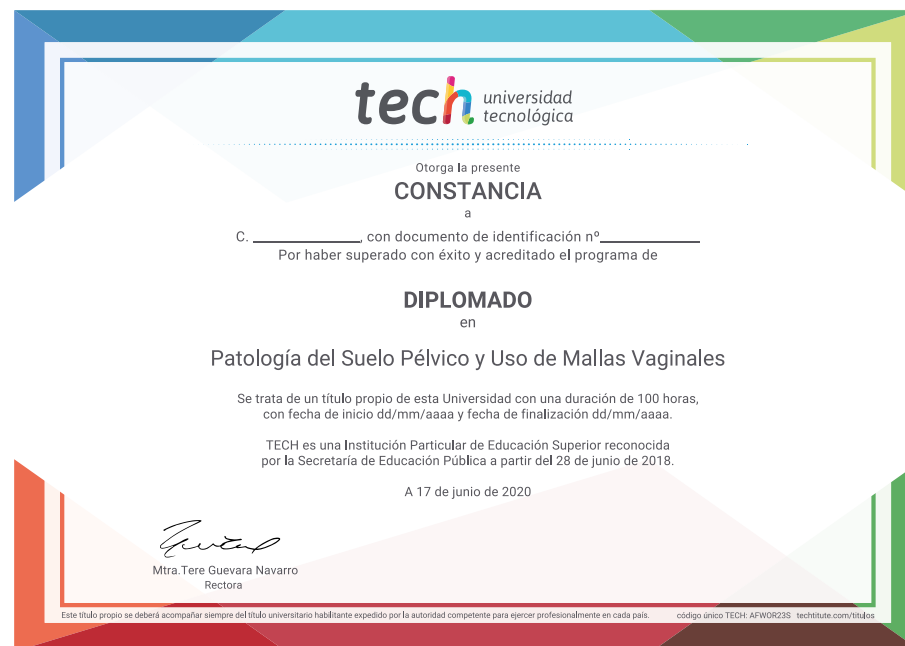 tech universidad
tecnológica
Otorga la presente
CONSTANCIA
a
C. ____________, con documento de identificación nº____________
Por haber superado con éxito y acreditado el programa de
DIPLOMADO
en
Patología del Suelo Pélvico y Uso de Mallas Vaginales
Se trata de un título propio de esta Universidad con una duración de 100 horas,
con fecha de inicio dd/mm/aaaa y fecha de finalización dd/mm/aaaa.
TECH es una Institución Particular de Educación Superior reconocida
por la Secretaría de Educación Pública a partir del 28 de junio de 2018.
A 17 de junio de 2020
Mtra.Tere Guevara Navarro
Rectora
Este título propio se deberá acompañar siempre del título universitario habilitante expedido por la autoridad competente para ejercer profesionalmente en cada país. código único TECH: AFWOR23S techtitute.com/titulos